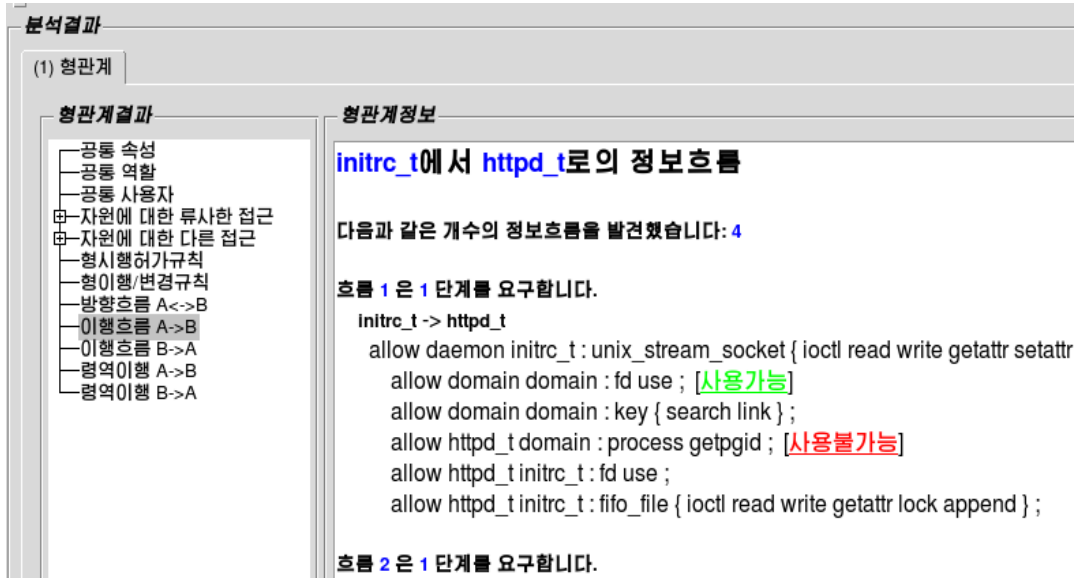 분석결과
(1) 형관계
형관계결과
공통 속성
공통 역할
공통 사용자
자원에 대한 류사한 접근
자원에 대한 다른 접근
형시행허가규칙
형이행/변경규칙
방향흐름 A<->B
이행흐름 A->B
이행흐름 B->A
령역이행 A->B
령역이행 B->A
형관계정보
initrc_t에서 httpd_t로의 정보흐름
다음과 같은 개수의 정보흐름을 발견했습니다: 4
흐름 1 은 1 단계를 요구합니다.
initrc_t -> httpd_t
allow daemon initrc_t : unix_stream_socket { ioctl read write getattr setattr
allow domain domain : fd use ; [사용가능]
allow domain domain : key { search link } ;
allow httpd_t domain : process getpgid ; [사용불가능]
allow httpd_t initrc_t : fd use ;
allow httpd_t initrc_t : fifo_file { ioctl read write getattr lock append } ;
흐름 2 은 1 단계를 요구합니다.